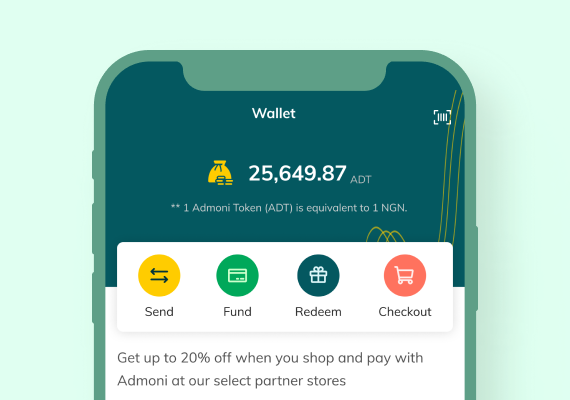 Wallet
25,649.87 ADT
** 1 Admoni Token (ADT) is equivalent to 1 NGN.
Send Fund Redeem Checkout
Get up to 20% off when you shop and pay with
Admoni at our select partner stores